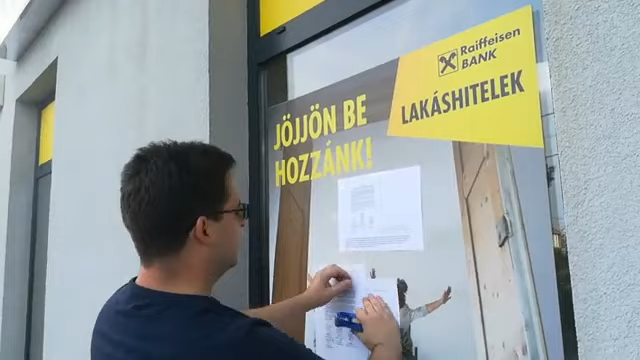 Raiffeisen
BANK
LAKÁSHITELEK
JÖJJÖN BE
HOZZÁNK!